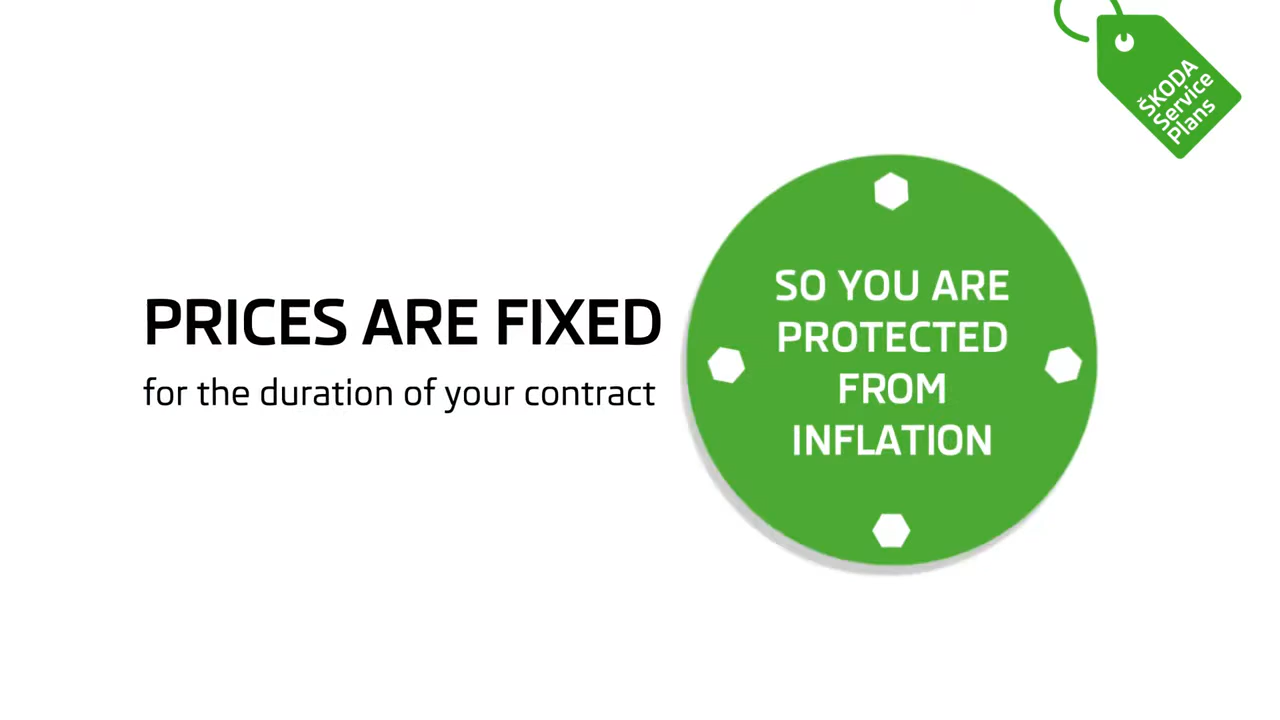 ŠKODA
Service
Plans
PRICES ARE FIXED
for the duration of your contract
SO YOU ARE
PROTECTED
FROM
INFLATION